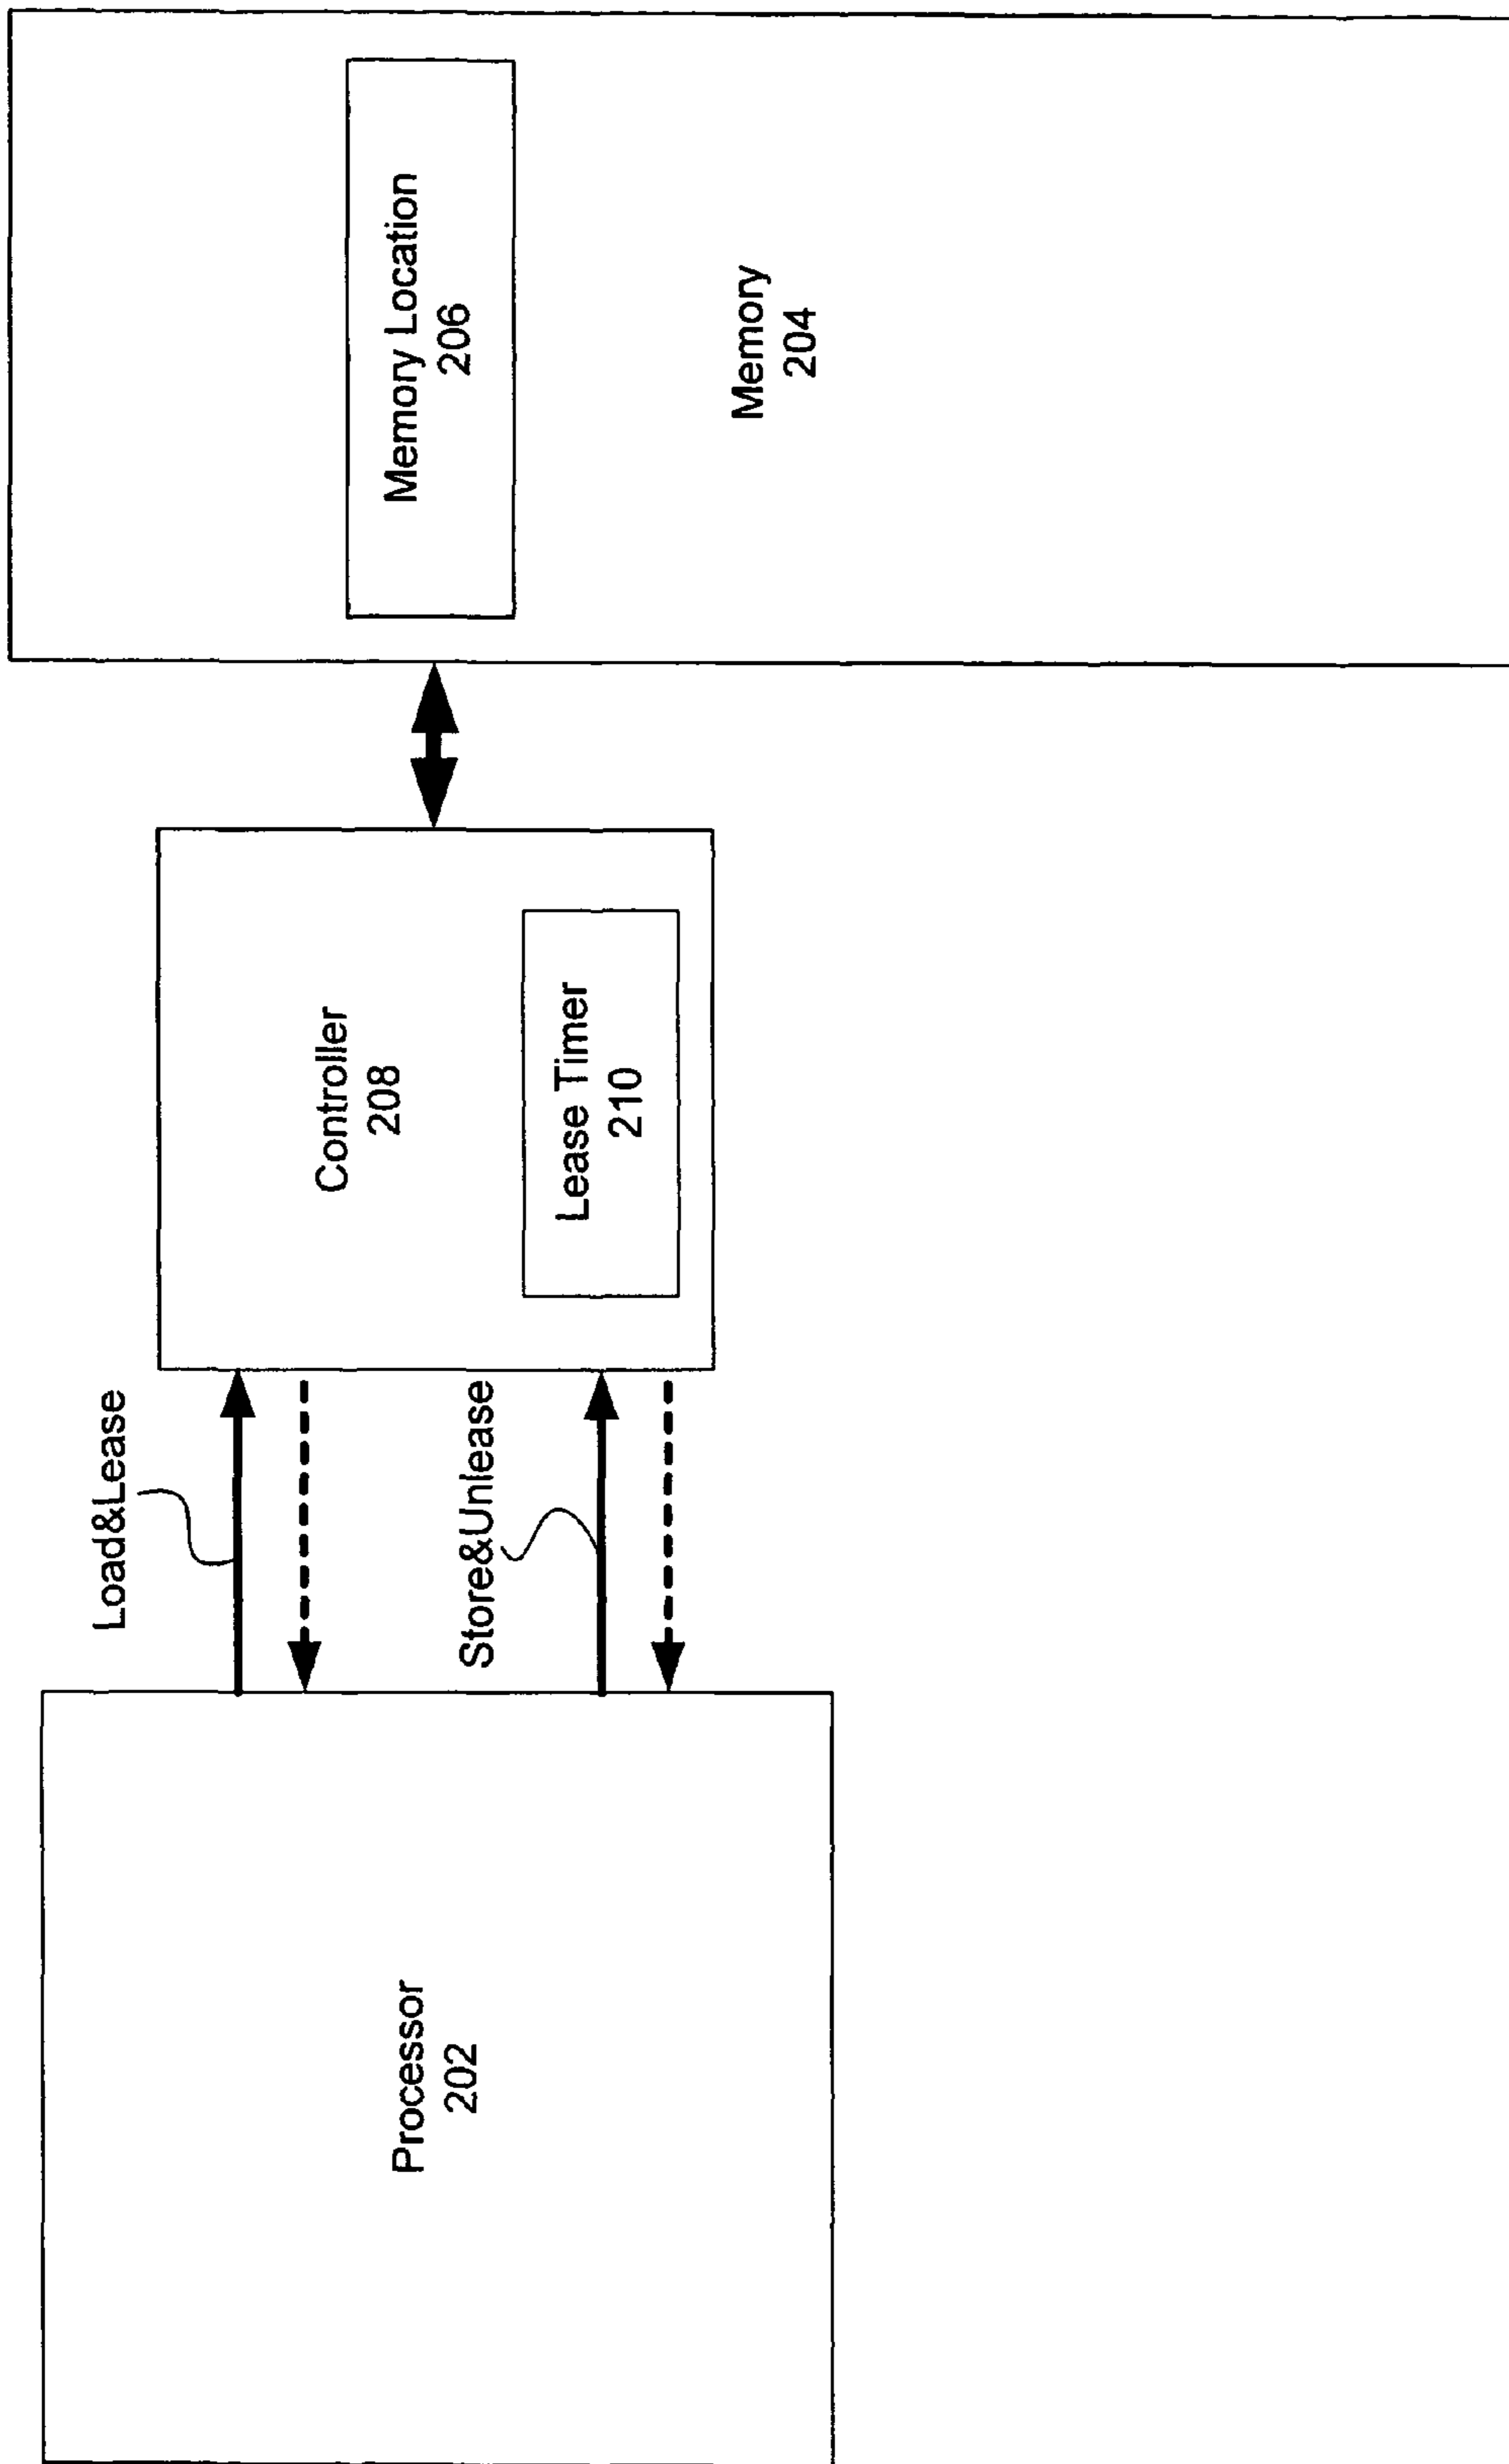 Processor
202
Load&Lease
Store&Unlease
Controller
208
Lease Timer
210
Memory Location
206
Memory
204